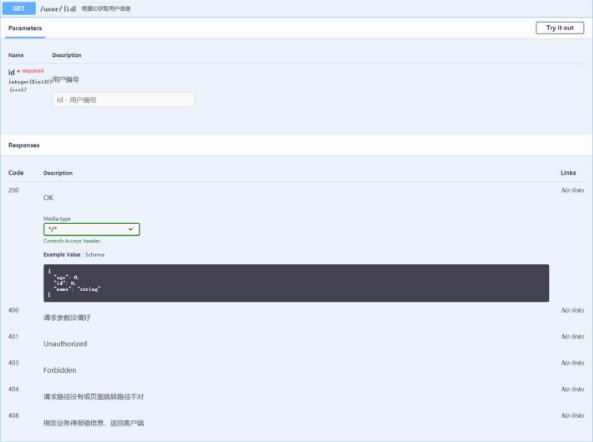 GET /user/{id} 根据ID获取用户信息
Parameters
Try it out
Name Description
id * required
integer($int32)
(path)
用户编号
id - 用户编号
Responses
Code Description Links
200 OK No links
Media type
*/*
Controls Accept header.
Example Value | Schema
{
"age": 0,
"id": 0,
"name": "string"
}
400 请求参数没填好 No links
401 Unauthorized No links
403 Forbidden No links
404 请求路径没有或页面跳转路径不对 No links
408 指定业务得报错信息，返回客户端 No links